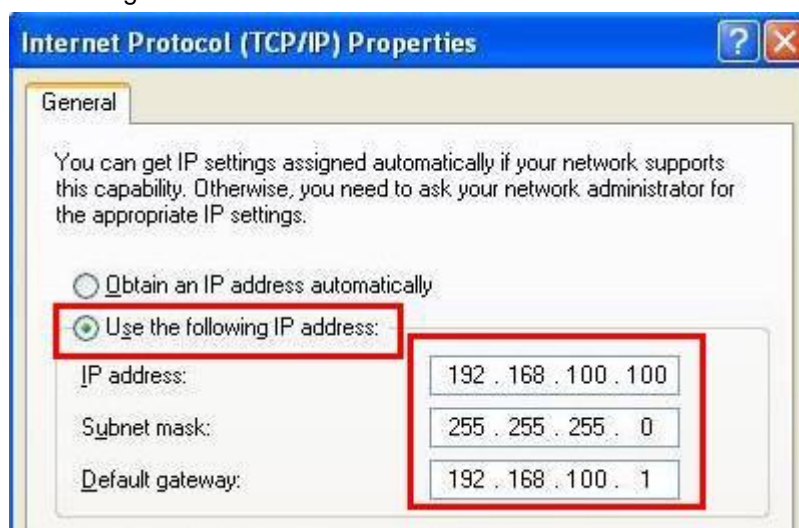 Internet Protocol (TCP/IP) Properties
General
You can get IP settings assigned automatically if your network supports
this capability. Otherwise, you need to ask your network administrator for
the appropriate IP settings.
Obtain an IP address automatically
Use the following IP address:
IP address: 192 . 168 . 100 . 100
Subnet mask: 255 . 255 . 255 . 0
Default gateway: 192 . 168 . 100 . 1